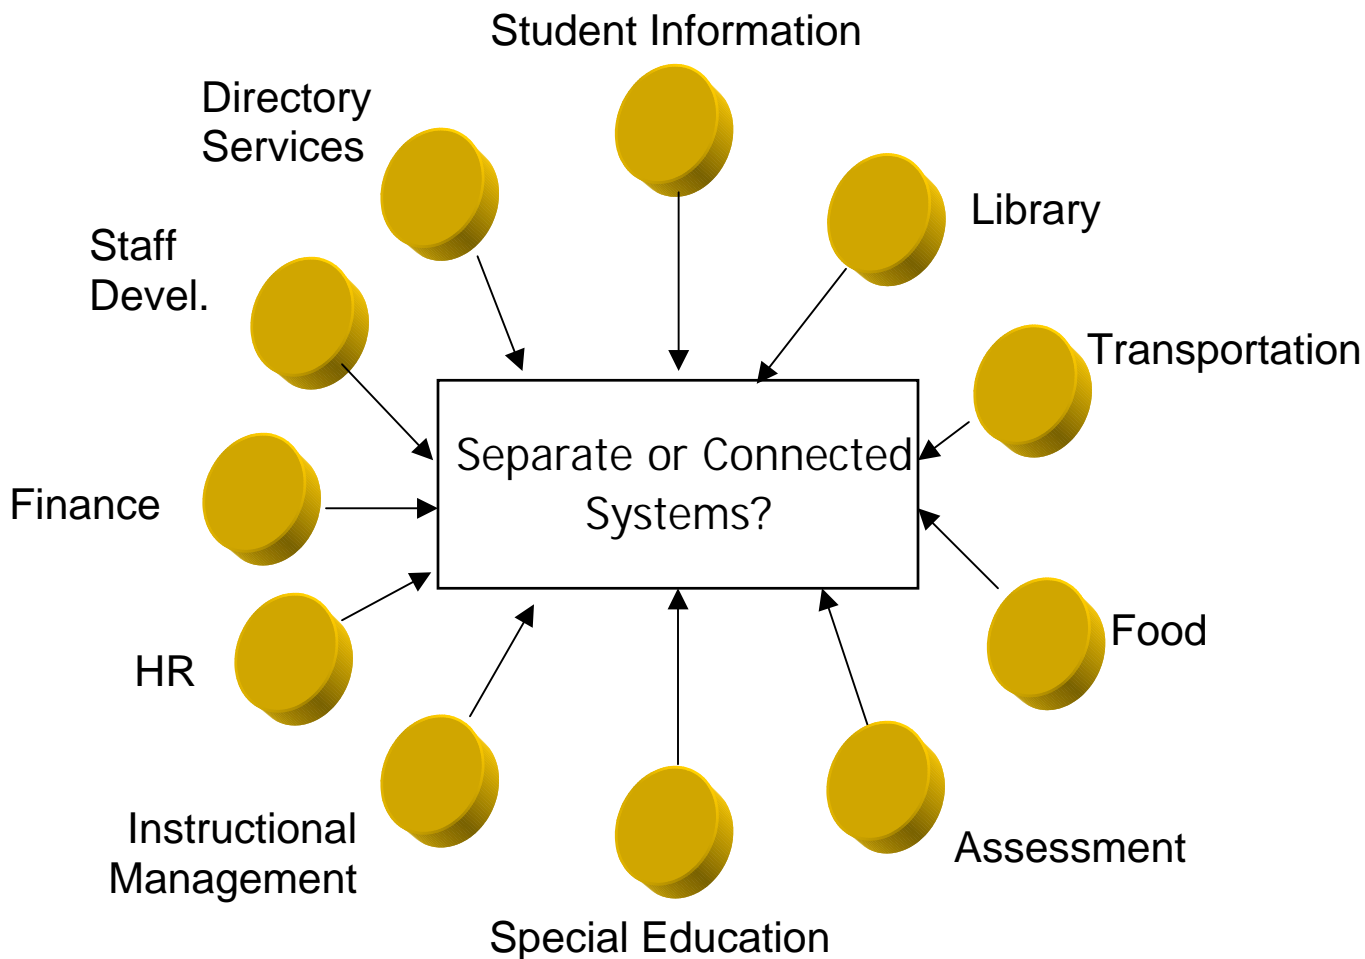 Student Information
Directory
Services
Library
Staff
Devel.
Transportation
Separate or Connected
Systems?
Finance
Food
HR
Instructional
Management
Assessment
Special Education